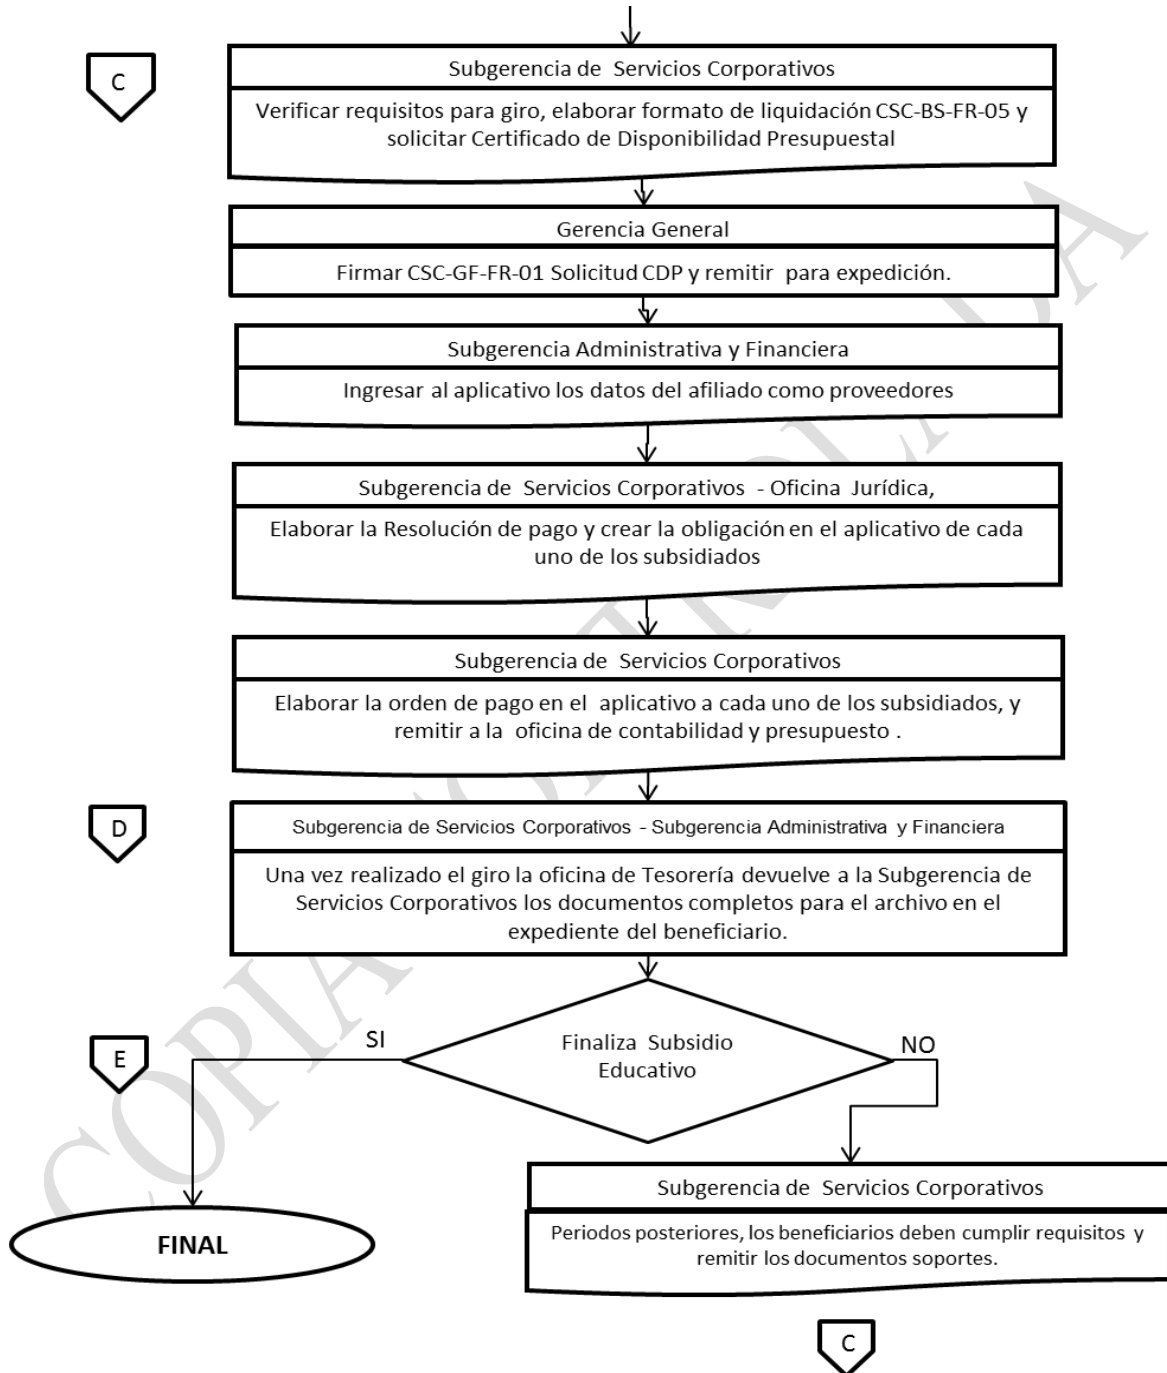 C
Subgerencia de Servicios Corporativos
Verificar requisitos para giro, elaborar formato de liquidación CSC-BS-FR-05 y
solicitar Certificado de Disponibilidad Presupuestal
Gerencia General
Firmar CSC-GF-FR-01 Solicitud CDP y remitir para expedición.
Subgerencia Administrativa y Financiera
Ingresar al aplicativo los datos del afiliado como proveedores
Subgerencia de Servicios Corporativos - Oficina Jurídica,
Elaborar la Resolución de pago y crear la obligación en el aplicativo de cada
uno de los subsidiados
Subgerencia de Servicios Corporativos
Elaborar la orden de pago en el aplicativo a cada uno de los subsidiados, y
remitir a la oficina de contabilidad y presupuesto .
D
Subgerencia de Servicios Corporativos - Subgerencia Administrativa y Financiera
Una vez realizado el giro la oficina de Tesorería devuelve a la Subgerencia de
Servicios Corporativos los documentos completos para el archivo en el
expediente del beneficiario.
E
SI
Finaliza Subsidio
Educativo
NO
Subgerencia de Servicios Corporativos
Periodos posteriores, los beneficiarios deben cumplir requisitos y
remitir los documentos soportes.
FINAL
C
COPIA CONTROLADA